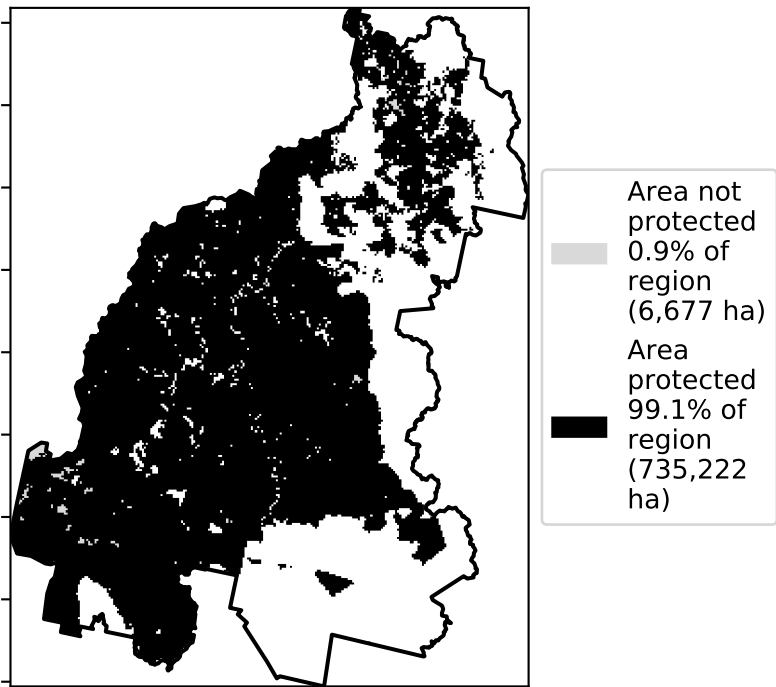 Area not
protected
0.9% of
region
(6,677 ha)
Area
protected
99.1% of
region
(735,222
ha)